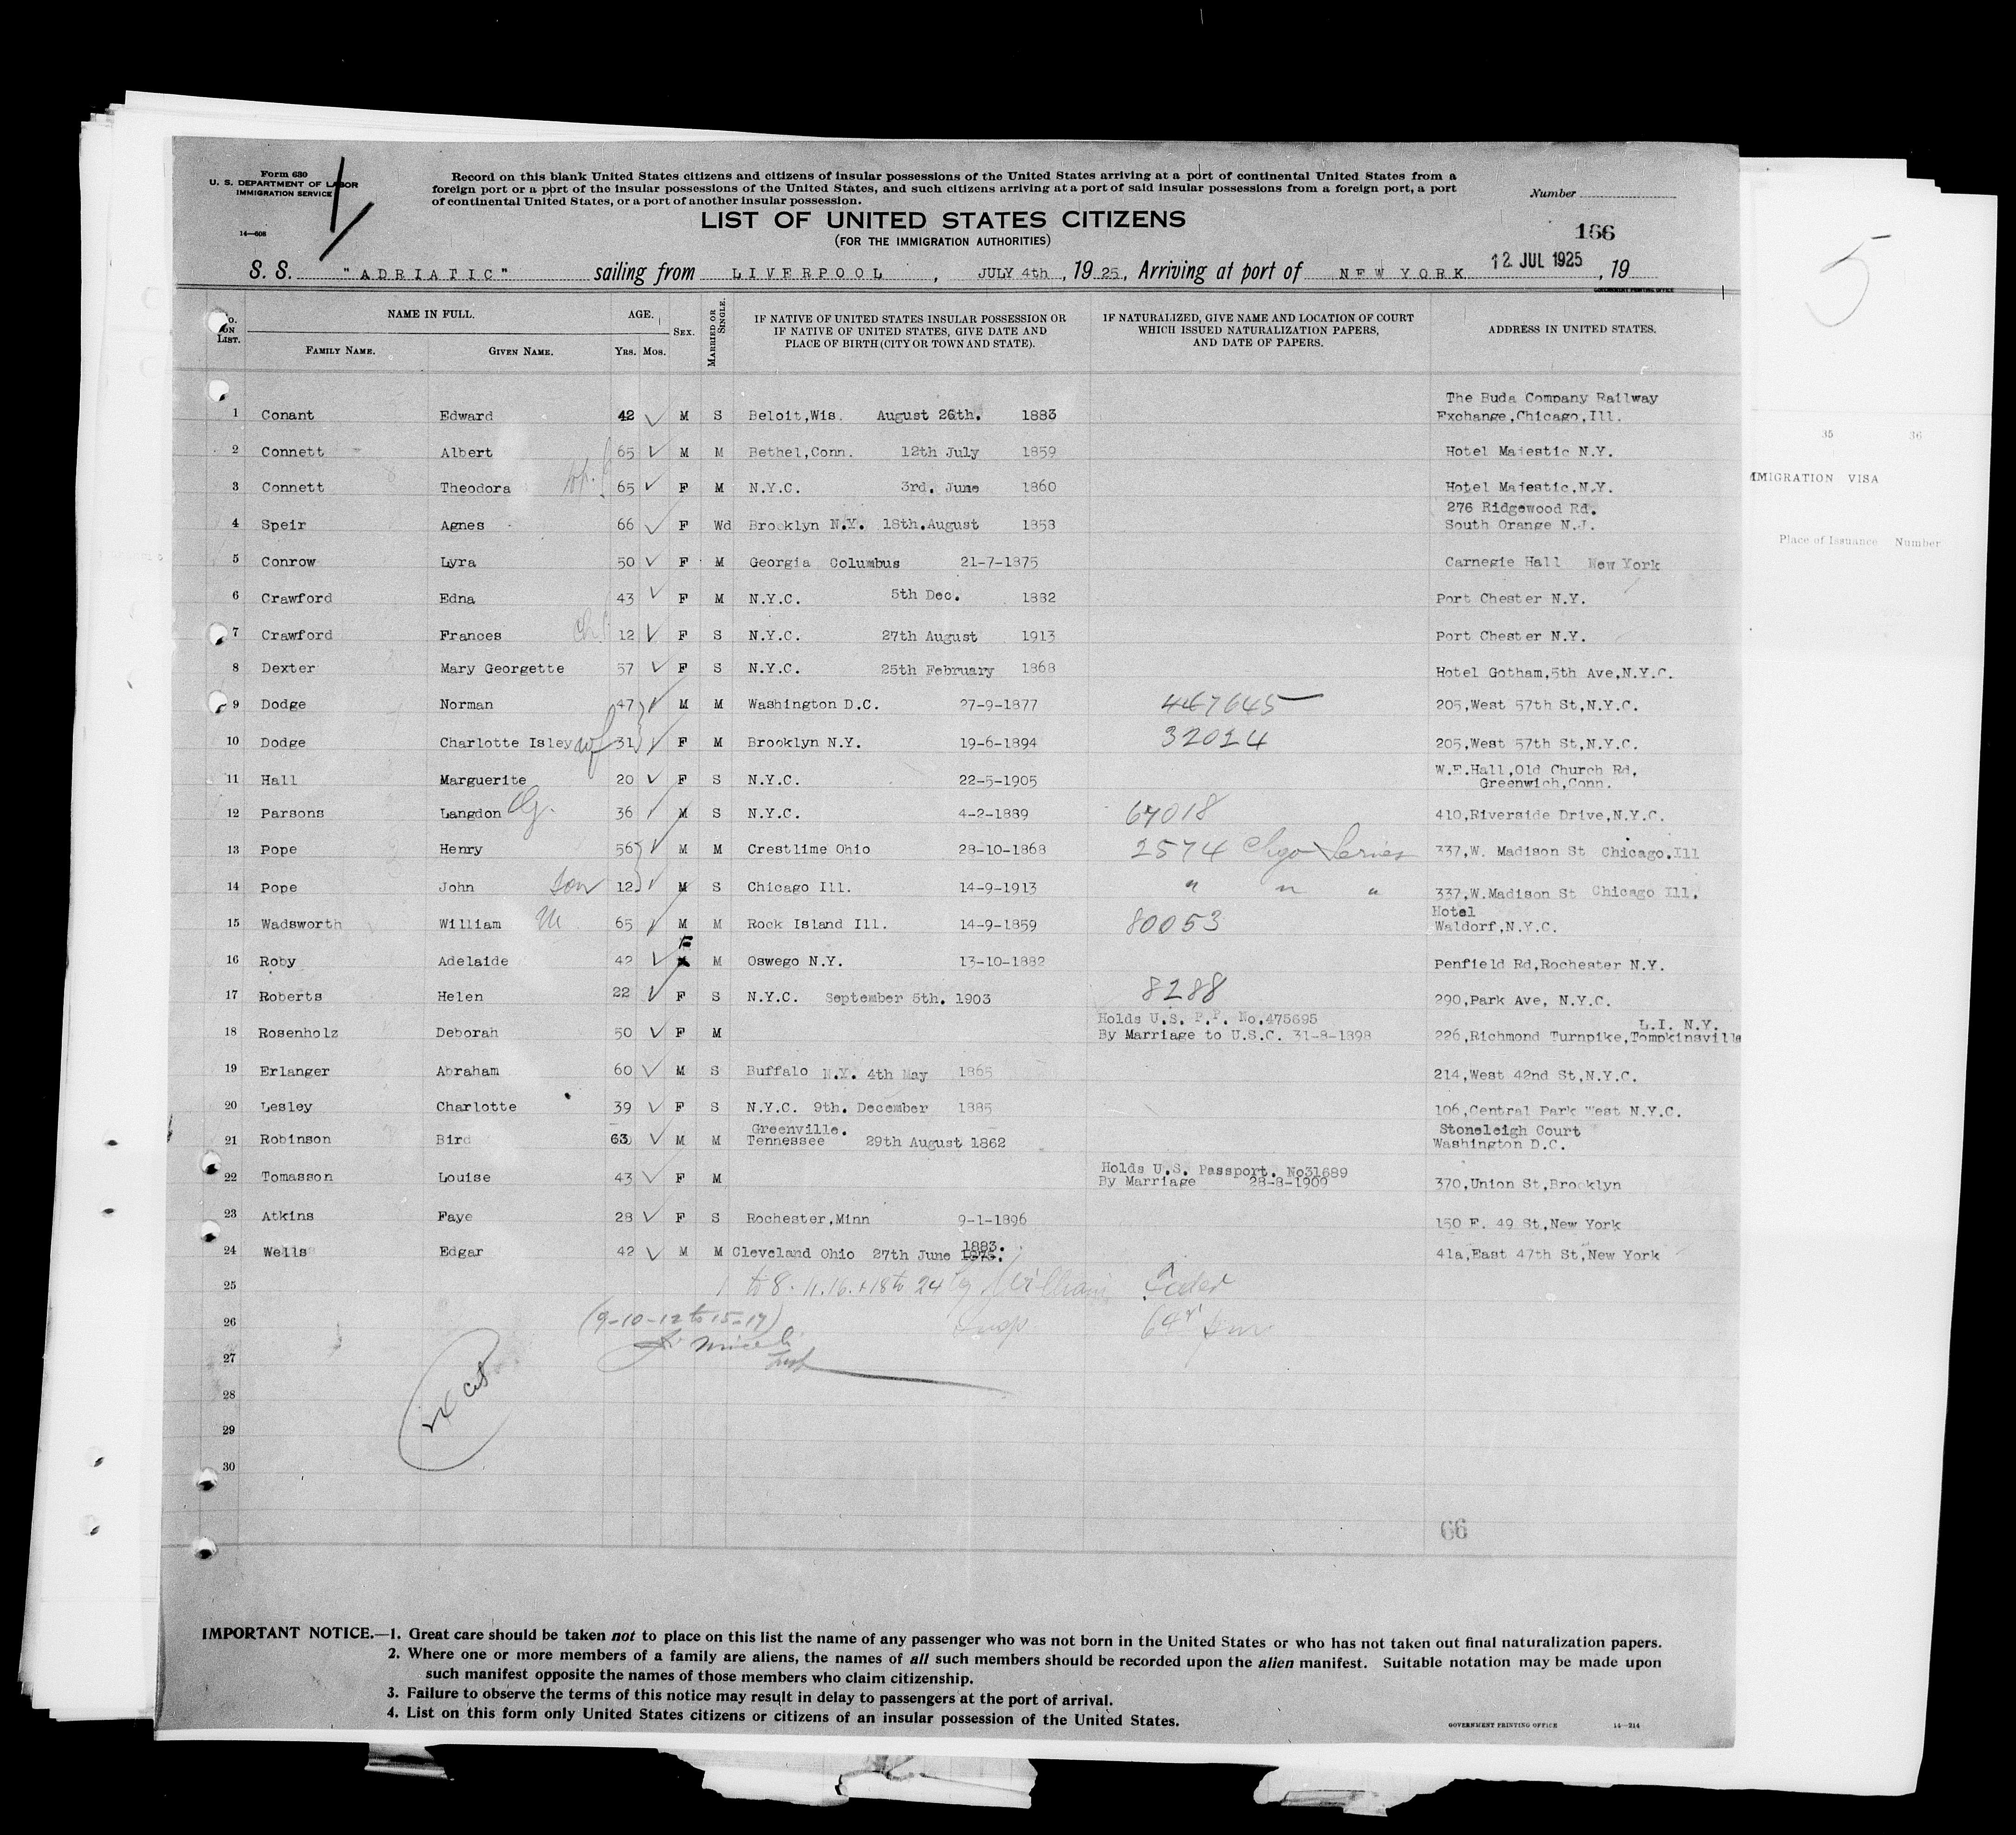 Form 630
U. S. DEPARTMENT OF LABOR
IMMIGRATION SERVICE
14—608
Record on this blank United States citizens and citizens of insular possessions of the United States arriving at a port of continental United States from a
foreign port or a port of the insular possessions of the United States, and such citizens arriving at a port of said insular possessions from a foreign port, a port
of continental United States, or a port of another insular possession.
Number
LIST OF UNITED STATES CITIZENS
(FOR THE IMMIGRATION AUTHORITIES)
166
S. S. "ADRIATIC" sailing from LIVERPOOL, JULY 4th, 1925, Arriving at port of NEW YORK 12 JUL 1925, 19
GOVERNMENT PRINTING OFFICE
No. ON LIST. NAME IN FULL. FAMILY NAME. GIVEN NAME. AGE. Yrs. Mos. SEX. MARRIED OR SINGLE. IF NATIVE OF UNITED STATES INSULAR POSSESSION OR IF NATIVE OF UNITED STATES, GIVE DATE AND PLACE OF BIRTH (CITY OR TOWN AND STATE). IF NATURALIZED, GIVE NAME AND LOCATION OF COURT WHICH ISSUED NATURALIZATION PAPERS, AND DATE OF PAPERS. ADDRESS IN UNITED STATES.
1 Conant Edward 42 M S Beloit,Wis. August 26th. 1883 The Buda Company Railway Exchange,Chicago,Ill.
2 Connett Albert 65 M M Bethel,Conn. 12th July 1859 Hotel Majestic N.Y.
3 Connett Theodora 65 F M N.Y.C. 3rd. June 1860 Hotel Majestic,N.Y.
4 Speir Agnes 66 F Wd Brooklyn N.Y. 18th.August 1858 276 Ridgewood Rd. South Orange N.J.
5 Conrow Lyra 50 F M Georgia Columbus 21-7-1875 Carnegie Hall New York
6 Crawford Edna 43 F M N.Y.C. 5th Dec. 1882 Port Chester N.Y.
7 Crawford Frances Ch 12 F S N.Y.C. 27th August 1913 Port Chester N.Y.
8 Dexter Mary Georgette 57 F S N.Y.C. 25th February 1868 Hotel Gotham,5th Ave,N.Y.C.
9 Dodge Norman 47 M M Washington D.C. 27-9-1877 467645 205,West 57th St,N.Y.C.
10 Dodge Charlotte Isley wf 31 F M Brooklyn N.Y. 19-6-1894 32024 205,West 57th St,N.Y.C.
11 Hall Marguerite 20 F S N.Y.C. 22-5-1905 W.E.Hall,Old Church Rd, Greenwich,Conn.
12 Parsons Langdon 36 M S N.Y.C. 4-2-1889 67018 410,Riverside Drive,N.Y.C.
13 Pope Henry 56 M M Crestlime Ohio 28-10-1868 2574 Chgo Series 337,W. Madison St Chicago.Ill
14 Pope John Son 12 M S Chicago Ill. 14-9-1913 " " " 337,W.Madison St Chicago Ill.
15 Wadsworth William M 65 M M Rock Island Ill. 14-9-1859 80053 Hotel Waldorf,N.Y.C.
16 Roby Adelaide 42 F M Oswego N.Y. 13-10-1882 Penfield Rd,Rochester N.Y.
17 Roberts Helen 22 F S N.Y.C. September 5th. 1903 8288 290,Park Ave, N.Y.C.
18 Rosenholz Deborah 50 F M Holds U.S. P.P. No.475695 By Marriage to U.S.C. 31-8-1898 226,Richmond Turnpike,Tompkinsville L.I. N.Y.
19 Erlanger Abraham 60 M S Buffalo N.Y. 4th May 1865 214,West 42nd St,N.Y.C.
20 Lesley Charlotte 39 F S N.Y.C. 9th. December 1885 106,Central Park West N.Y.C.
21 Robinson Bird 63 M M Greenville. Tennessee 29th August 1862 Stoneleigh Court Washington D.C.
22 Tomasson Louise 43 F M Holds U.S. Passport. No31689 By Marriage 28-8-1909 370,Union St,Brooklyn
23 Atkins Faye 28 F S Rochester,Minn 9-1-1896 150 E. 49 St,New York
24 Wells Edgar 42 M M Cleveland Ohio 27th June 1883. 41a,East 47th St,New York
25 1 to 8. 11. 16. + 18 to 24
26 (9-10-12 to 15-17) Insp
27
28
29
30
66
IMPORTANT NOTICE.—1. Great care should be taken not to place on this list the name of any passenger who was not born in the United States or who has not taken out final naturalization papers.
2. Where one or more members of a family are aliens, the names of all such members should be recorded upon the alien manifest. Suitable notation may be made upon
such manifest opposite the names of those members who claim citizenship.
3. Failure to observe the terms of this notice may result in delay to passengers at the port of arrival.
4. List on this form only United States citizens or citizens of an insular possession of the United States.
GOVERNMENT PRINTING OFFICE 14—214
5
35 36
IMMIGRATION VISA
Place of Issuance Number